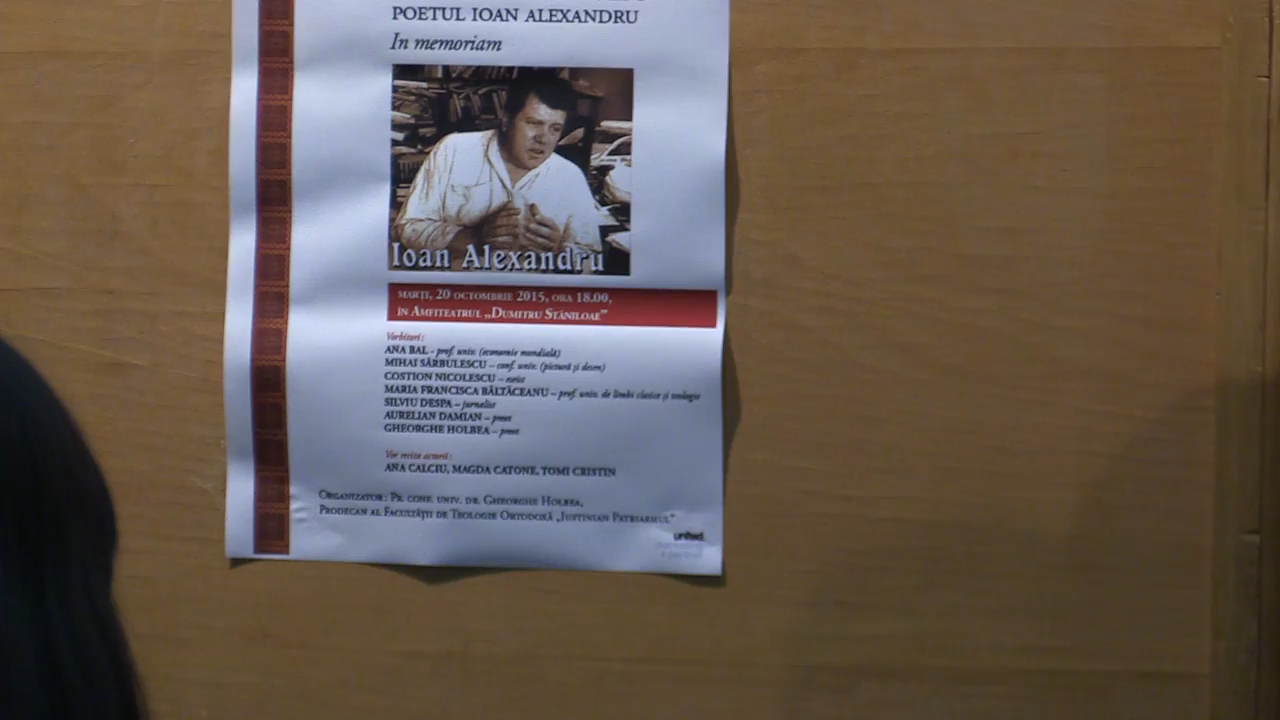 POETUL IOAN ALEXANDRU
In memoriam
Ioan Alexandru
MARȚI, 20 OCTOMBRIE 2015, ORA 18.00,
ÎN AMFITEATRUL „DUMITRU STĂNILOAE”
Vorbitori:
ANA BAL – prof. univ. (economie mondială)
MIHAI SÂRBULESCU – conf. univ. (pictură și desen)
COSTION NICOLESCU – eseist
MARIA FRANCISCA BĂLTĂCEANU – prof. univ. de limbi clasice și teologie
SILVIU DESPA – jurnalist
AURELIAN DAMIAN – preot
GHEORGHE HOLBEA – preot
Vor recita actorii:
ANA CALCIU, MAGDA CATONE, TOMI CRISTIN
ORGANIZATOR: PR. CONF. UNIV. DR. GHEORGHE HOLBEA,
PRODECAN AL FACULTĂȚII DE TEOLOGIE ORTODOXĂ „JUSTINIAN PATRIARHUL”